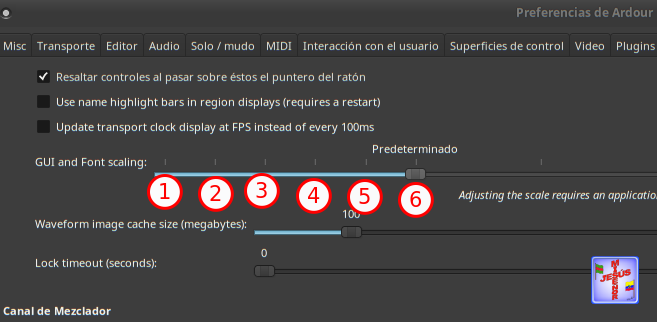 Preferencias de Ardour
Misc Transporte Editor Audio Solo / mudo MIDI Interacción con el usuario Superficies de control Video Plugins
Resaltar controles al pasar sobre éstos el puntero del ratón
Use name highlight bars in region displays (requires a restart)
Update transport clock display at FPS instead of every 100ms
Predeterminado
GUI and Font scaling:
1 2 3 4 5 6
Adjusting the scale requires an applicatio
100
Waveform image cache size (megabytes):
0
Lock timeout (seconds):
JESÚS
Canal de Mezclador